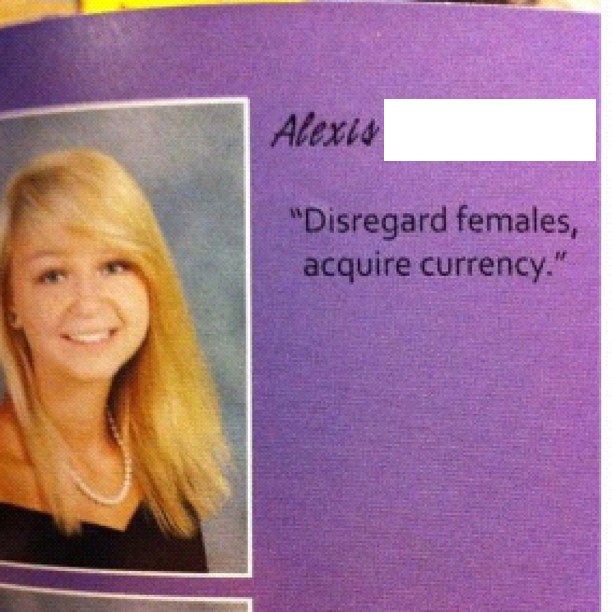 Alexis
“Disregard females,
acquire currency.”